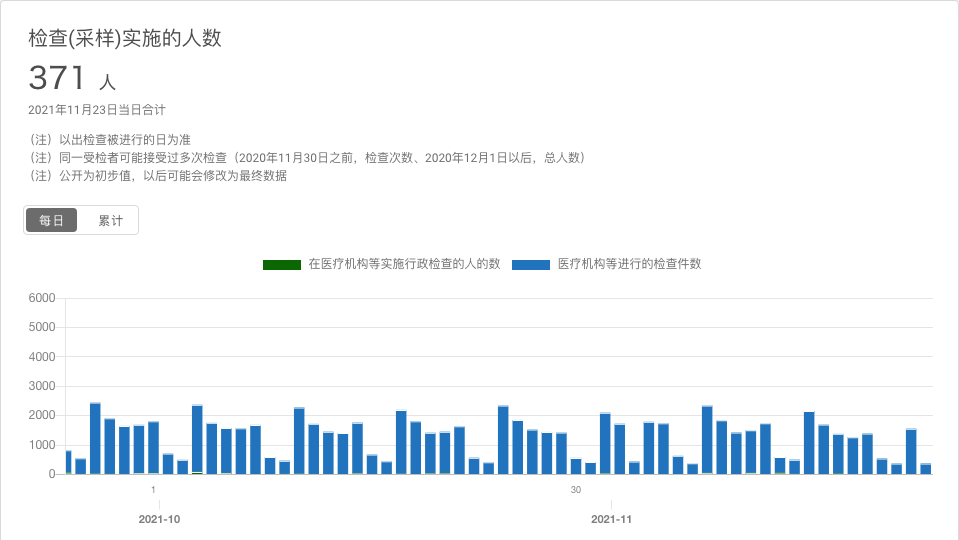 检查(采样)实施的人数
371 人
2021年11月23日当日合计
（注）以出检查被进行的日为准
（注）同一受检者可能接受过多次检查（2020年11月30日之前，检查次数、2020年12月1日以后，总人数）
（注）公开为初步值，以后可能会修改为最终数据
每日 累计
在医疗机构等实施行政检查的人的数 医疗机构等进行的检查件数
6000
5000
4000
3000
2000
1000
0
1 30
2021-10 2021-11